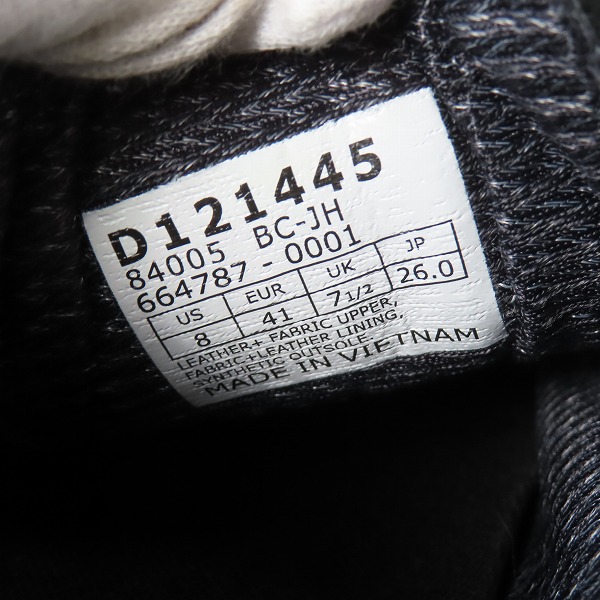 D121445
84005 BC-JH
664787-0001
US EUR UK JP
8 41 7 1/2 26.0
LEATHER+ FABRIC UPPER,
FABRIC+LEATHER LINING,
SYNTHETIC OUTSOLE.
MADE IN VIETNAM